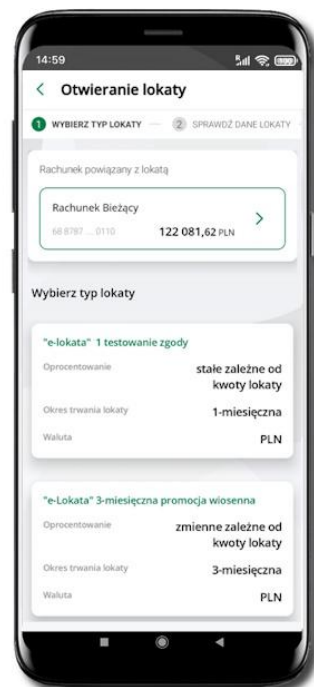 14:59
Otwieranie lokaty
1 WYBIERZ TYP LOKATY 2 SPRAWDŹ DANE LOKATY
Rachunek powiązany z lokatą
Rachunek Bieżący
68 8787 ... 0110 122 081,62 PLN
Wybierz typ lokaty
"e-lokata" 1 testowanie zgody
Oprocentowanie stałe zależne od
kwoty lokaty
Okres trwania lokaty 1-miesięczna
Waluta PLN
"e-Lokata" 3-miesięczna promocja wiosenna
Oprocentowanie zmienne zależne od
kwoty lokaty
Okres trwania lokaty 3-miesięczna
Waluta PLN